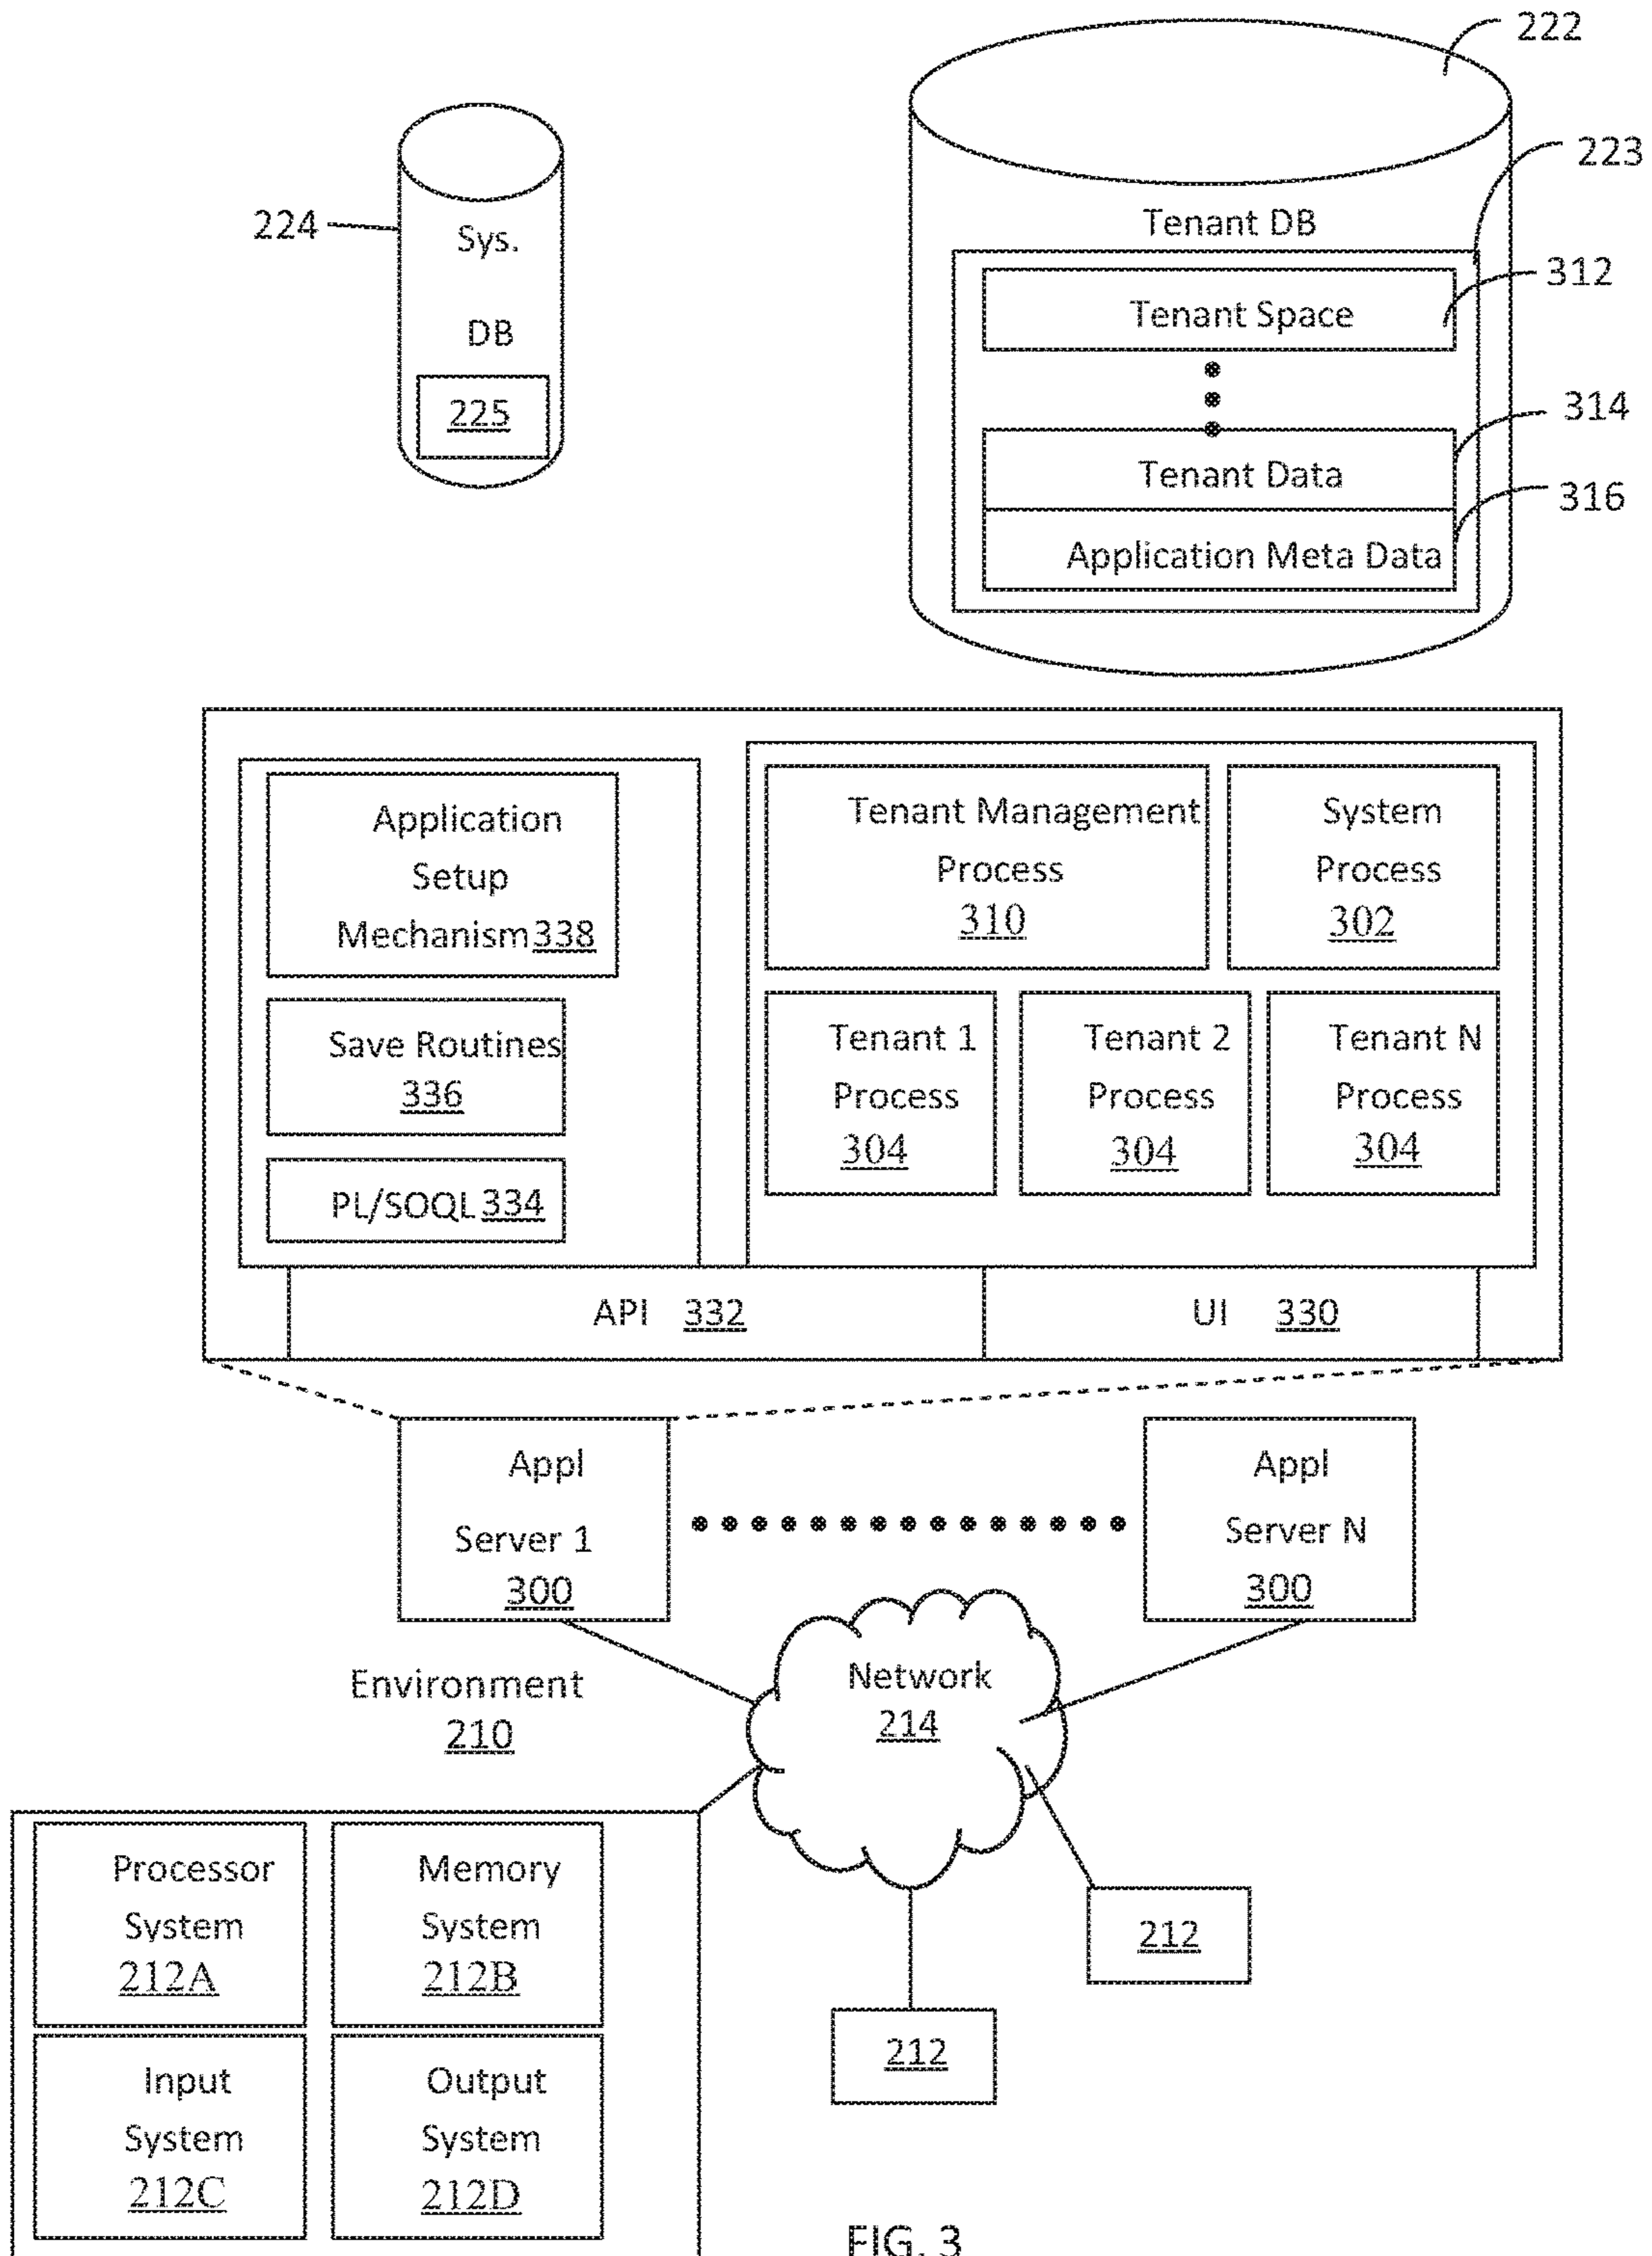 222
223
224
Sys.
DB
225
Tenant DB
312
Tenant Space
314
Tenant Data
316
Application Meta Data
Application
Setup
Mechanism 338
Save Routines
336
PL/SOQL 334
Tenant Management
Process
310
System
Process
302
Tenant 1
Process
304
Tenant 2
Process
304
Tenant N
Process
304
API 332
UI 330
Appl
Server 1
300
Appl
Server N
300
Environment
210
Network
214
Processor
System
212A
Memory
System
212B
Input
System
212C
Output
System
212D
212
212
FIG. 3